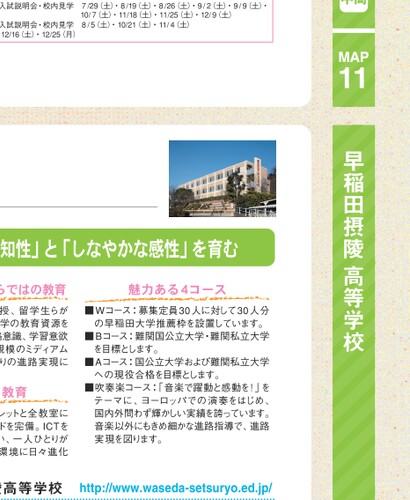 入試説明会・校内見学 7/29(土)・8/19(土)・8/26(土)・9/2(土)・9/9(土)・
10/7(土)・11/18(土)・11/25(土)・12/9(土)
入試説明会・校内見学 8/5(土)・10/21(土)・11/4(土)
12/16(土)・12/25(月)
MAP
11
早稲田摂陵高等学校
知性」と「しなやかな感性」を育む
らではの教育
授、留学生らが
学の教育資源を
意識、学習意欲
規模のミディアム
りの進路実現に
教育
レットと全教室に
ドを完備。ICTを
い、一人ひとりが
環境に日々進化
魅力ある4コース
■Wコース：募集定員30人に対して30人分
の早稲田大学推薦枠を設置しています。
■Bコース：難関国公立大学・難関私立大学
を目標とします。
■Aコース：国公立大学および難関私立大学
への現役合格を目標とします。
■吹奏楽コース：「音楽で躍動と感動を！」を
テーマに、ヨーロッパでの演奏をはじめ、
国内外問わず輝かしい実績を誇っています。
音楽以外にもきめ細かな進路指導で、進路
実現を図ります。
高等学校 http://www.waseda-setsuryo.ed.jp/